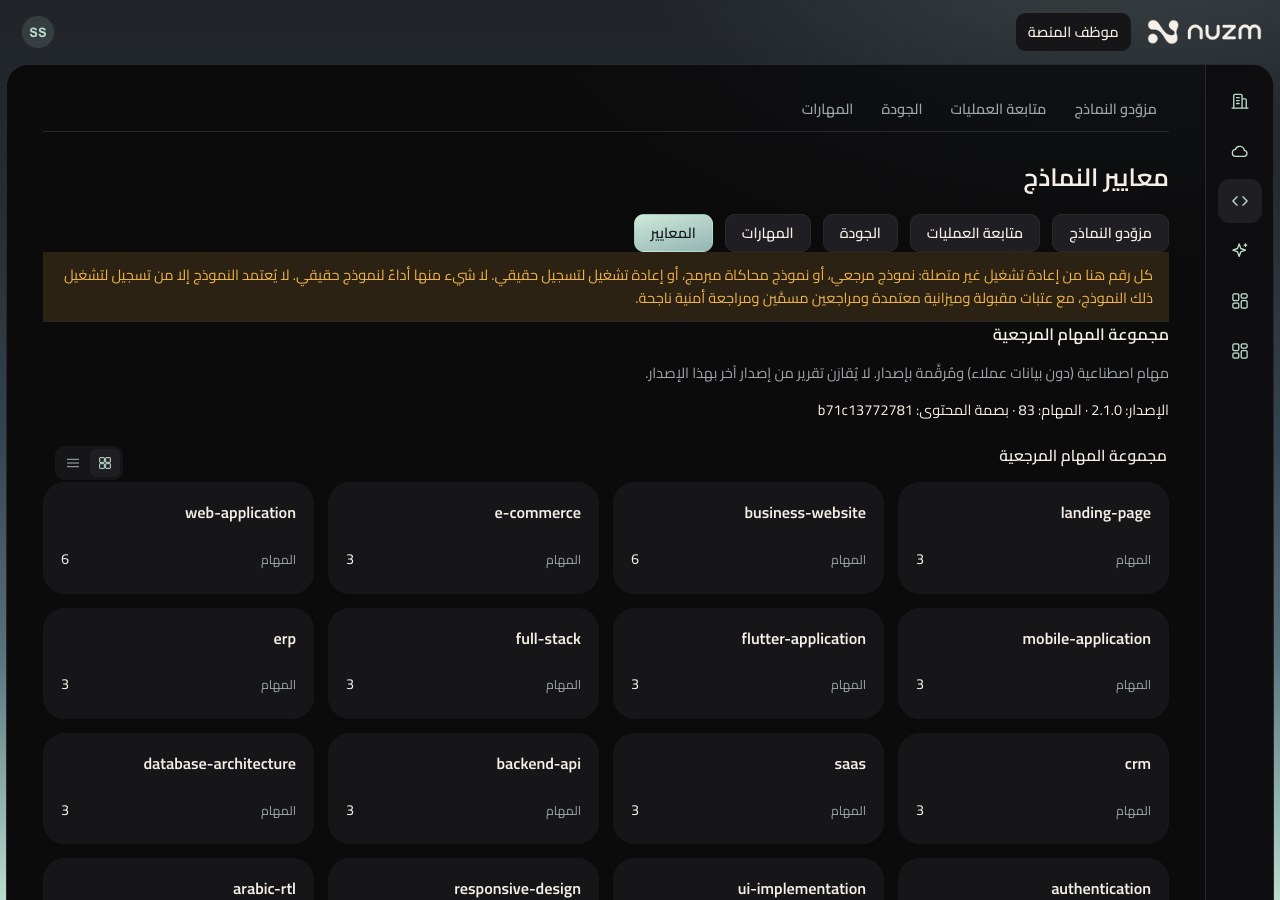 nuzm
موظف المنصة
SS
مزوّدو النماذج
متابعة العمليات
الجودة
المهارات
معايير النماذج
مزوّدو النماذج
متابعة العمليات
الجودة
المهارات
المعايير
كل رقم هنا من إعادة تشغيل غير متصلة: نموذج مرجعي، أو نموذج محاكاة مبرمج، أو إعادة تشغيل لتسجيل حقيقي. لا شيء منها أداءً لنموذج حقيقي. لا يُعتمد النموذج إلا من تسجيل لتشغيل
ذلك النموذج، مع عتبات مقبولة وميزانية معتمدة ومراجعين مسمَّين ومراجعة أمنية ناجحة.
مجموعة المهام المرجعية
مهام اصطناعية (دون بيانات عملاء) ومُرقَّمة بإصدار. لا يُقارَن تقرير من إصدار آخر بهذا الإصدار.
الإصدار: 2.1.0 · المهام: 83 · بصمة المحتوى: b71c13772781
مجموعة المهام المرجعية
landing-page
المهام 3
business-website
المهام 6
e-commerce
المهام 3
web-application
المهام 6
mobile-application
المهام 3
flutter-application
المهام 3
full-stack
المهام 3
erp
المهام 3
crm
المهام 3
saas
المهام 3
backend-api
المهام 3
database-architecture
المهام 3
authentication
ui-implementation
responsive-design
arabic-rtl